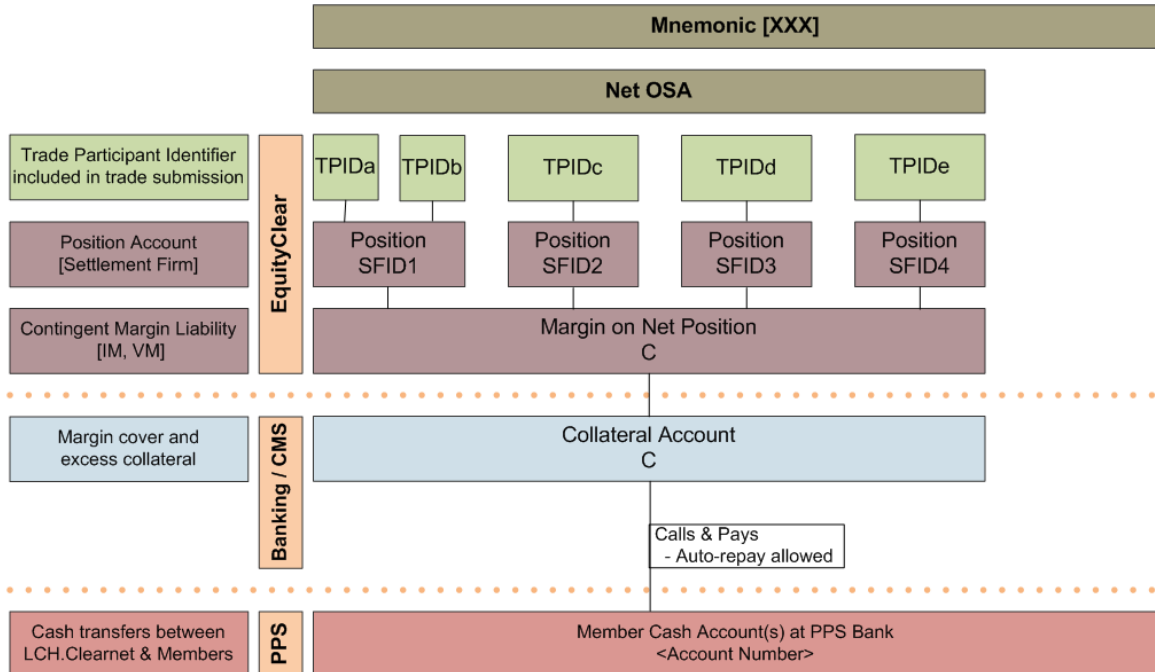 Mnemonic [XXX]
Net OSA
Trade Participant Identifier
included in trade submission
EquityClear
TPIDa
TPIDb
TPIDc
TPIDd
TPIDe
Position Account
[Settlement Firm]
Position
SFID1
Position
SFID2
Position
SFID3
Position
SFID4
Contingent Margin Liability
[IM, VM]
Margin on Net Position
C
Margin cover and
excess collateral
Banking / CMS
Collateral Account
C
Calls & Pays
- Auto-repay allowed
Cash transfers between
LCH.Clearnet & Members
PPS
Member Cash Account(s) at PPS Bank
<Account Number>